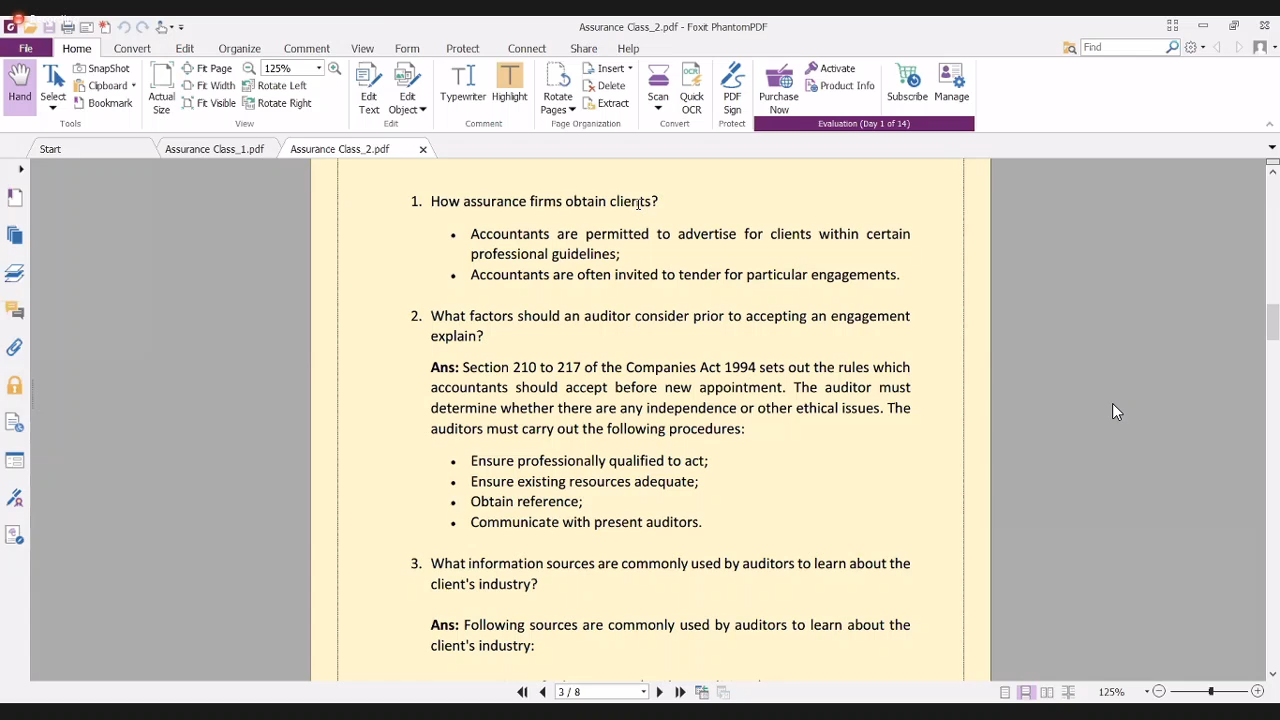 Assurance Class_2.pdf - Foxit PhantomPDF
File Home Convert Edit Organize Comment View Form Protect Connect Share Help Find
Hand Select SnapShot Clipboard Bookmark Actual Size Fit Page Fit Width Fit Visible 125% Rotate Left Rotate Right Edit Text Edit Object Typewriter Highlight Rotate Pages Insert Delete Extract Scan Quick OCR PDF Sign Purchase Now Activate Product Info Subscribe Manage
Tools View Edit Comment Page Organization Convert Protect Evaluation (Day 1 of 14)
Start Assurance Class_1.pdf Assurance Class_2.pdf
1. How assurance firms obtain clients?
• Accountants are permitted to advertise for clients within certain
professional guidelines;
• Accountants are often invited to tender for particular engagements.
2. What factors should an auditor consider prior to accepting an engagement
explain?
Ans: Section 210 to 217 of the Companies Act 1994 sets out the rules which
accountants should accept before new appointment. The auditor must
determine whether there are any independence or other ethical issues. The
auditors must carry out the following procedures:
• Ensure professionally qualified to act;
• Ensure existing resources adequate;
• Obtain reference;
• Communicate with present auditors.
3. What information sources are commonly used by auditors to learn about the
client's industry?
Ans: Following sources are commonly used by auditors to learn about the
client's industry:
3 / 8 125%